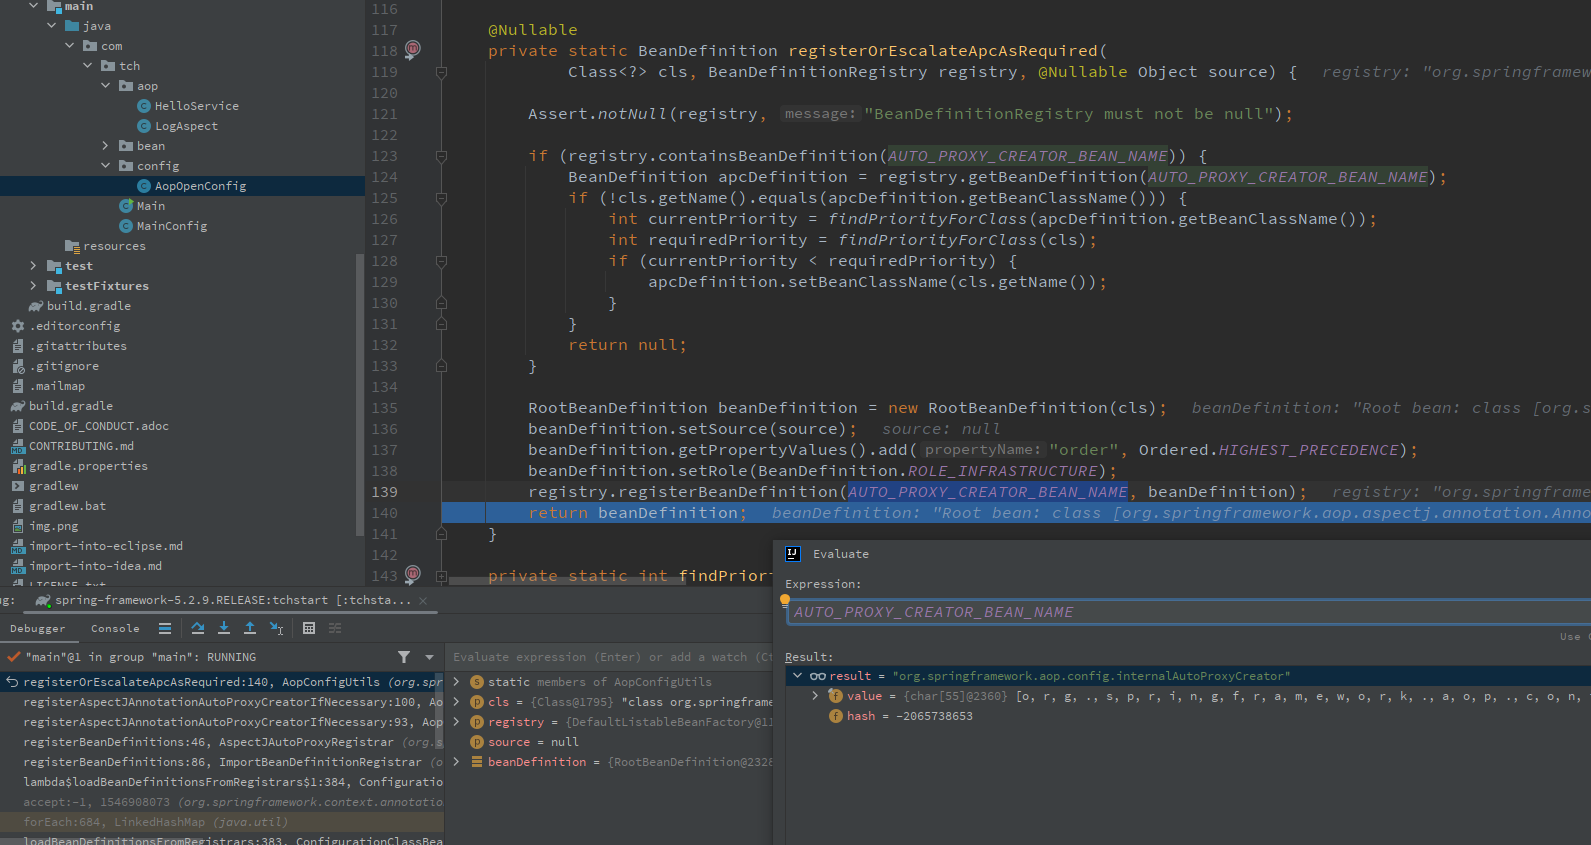 main
java
com
tch
aop
HelloService
LogAspect
bean
config
AopOpenConfig
Main
MainConfig
resources
test
testFixtures
build.gradle
.editorconfig
.gitattributes
.gitignore
.mailmap
build.gradle
CODE_OF_CONDUCT.adoc
CONTRIBUTING.md
gradle.properties
gradlew
gradlew.bat
img.png
import-into-eclipse.md
import-into-idea.md
LICENSE.txt
116
117 @Nullable
118 private static BeanDefinition registerOrEscalateApcAsRequired(
119 Class<?> cls, BeanDefinitionRegistry registry, @Nullable Object source) { registry: "org.springframew
120
121 Assert.notNull(registry, message: "BeanDefinitionRegistry must not be null");
122
123 if (registry.containsBeanDefinition(AUTO_PROXY_CREATOR_BEAN_NAME)) {
124 BeanDefinition apcDefinition = registry.getBeanDefinition(AUTO_PROXY_CREATOR_BEAN_NAME);
125 if (!cls.getName().equals(apcDefinition.getBeanClassName())) {
126 int currentPriority = findPriorityForClass(apcDefinition.getBeanClassName());
127 int requiredPriority = findPriorityForClass(cls);
128 if (currentPriority < requiredPriority) {
129 apcDefinition.setBeanClassName(cls.getName());
130 }
131 }
132 return null;
133 }
134
135 RootBeanDefinition beanDefinition = new RootBeanDefinition(cls); beanDefinition: "Root bean: class [org.s
136 beanDefinition.setSource(source); source: null
137 beanDefinition.getPropertyValues().add( propertyName: "order", Ordered.HIGHEST_PRECEDENCE);
138 beanDefinition.setRole(BeanDefinition.ROLE_INFRASTRUCTURE);
139 registry.registerBeanDefinition(AUTO_PROXY_CREATOR_BEAN_NAME, beanDefinition); registry: "org.springframe
140 return beanDefinition; beanDefinition: "Root bean: class [org.springframework.aop.aspectj.annotation.Anno
141 }
142
143 private static int findPrior
g: spring-framework-5.2.9.RELEASE:tchstart [:tchsta...
Debugger Console
"main"@1 in group "main": RUNNING
registerOrEscalateApcAsRequired:140, AopConfigUtils (org.spr
registerAspectJAnnotationAutoProxyCreatorIfNecessary:100, Ao
registerAspectJAnnotationAutoProxyCreatorIfNecessary:93, Aop
registerBeanDefinitions:46, AspectJAutoProxyRegistrar (org.s
registerBeanDefinitions:86, ImportBeanDefinitionRegistrar (o
lambda$loadBeanDefinitionsFromRegistrars$1:384, Configuratio
accept:-1, 1546908073 (org.springframework.context.annotatio
forEach:684, LinkedHashMap (java.util)
loadBeanDefinitionsFromRegistrars:383, ConfigurationClassBea
Evaluate expression (Enter) or add a watch (Ct
static members of AopConfigUtils
cls = {Class@1795} "class org.springframe
registry = {DefaultListableBeanFactory@11
source = null
beanDefinition = {RootBeanDefinition@2328
Evaluate
Expression:
AUTO_PROXY_CREATOR_BEAN_NAME
Use
Result:
result = "org.springframework.aop.config.internalAutoProxyCreator"
value = {char[55]@2360} [o, r, g, ., s, p, r, i, n, g, f, r, a, m, e, w, o, r, k, ., a, o, p, ., c, o, n,
hash = -2065738653